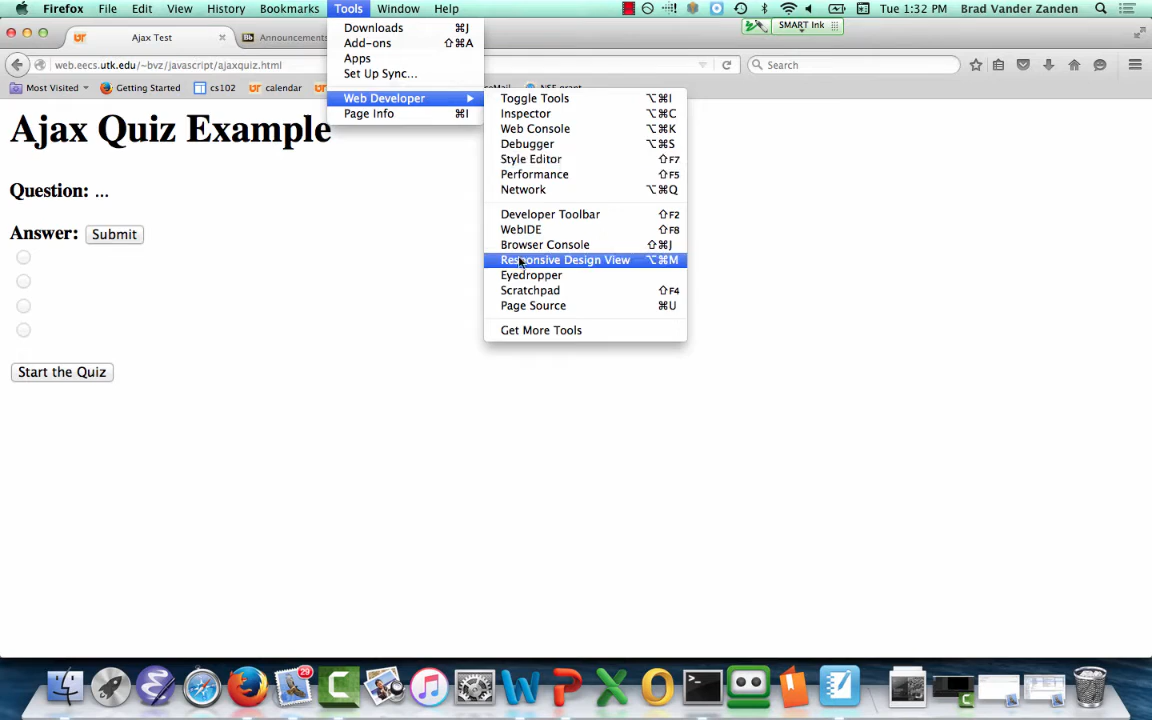 Firefox File Edit View History Bookmarks Tools Window Help Tue 1:32 PM Brad Vander Zanden
Downloads ⌘J
SMART Ink
Ajax Test Announcements
Add-ons ⇧⌘A
Apps
web.eecs.utk.edu/~bvz/javascript/ajaxquiz.html Search
Set Up Sync...
Most Visited Getting Started cs102 calendar
Web Developer
Page Info ⌘I
Toggle Tools ⌥⌘I
Inspector ⌥⌘C
Web Console ⌥⌘K
Debugger ⌥⌘S
Style Editor ⇧F7
Performance ⇧F5
Network ⌥⌘Q
Developer Toolbar ⇧F2
WebIDE ⇧F8
Browser Console ⇧⌘J
Responsive Design View ⌥⌘M
Eyedropper
Scratchpad ⇧F4
Page Source ⌘U
Get More Tools
Ajax Quiz Example
Question: ...
Answer: Submit
Start the Quiz
29